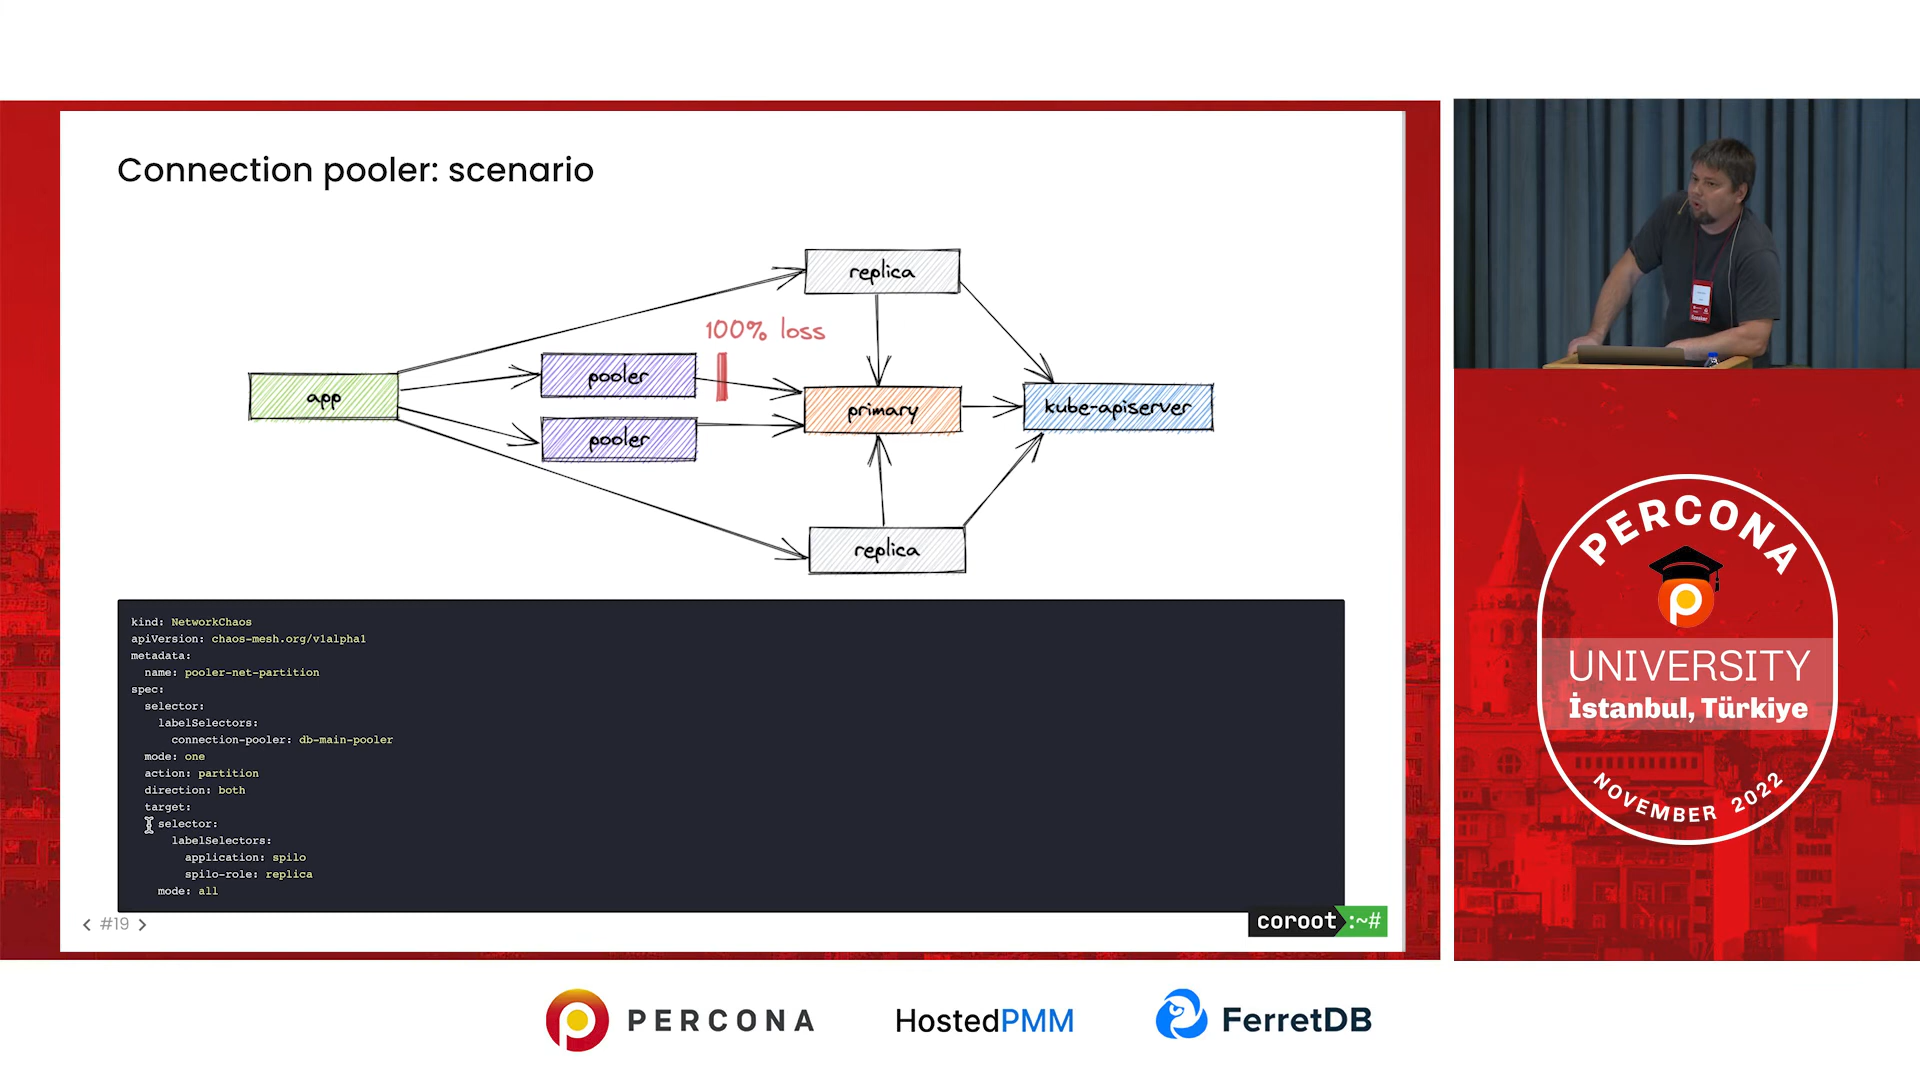 Connection pooler: scenario
replica
100% loss
pooler
app
primary
kube-apiserver
pooler
replica
kind: NetworkChaos
apiVersion: chaos-mesh.org/v1alpha1
metadata:
name: pooler-net-partition
spec:
selector:
labelSelectors:
connection-pooler: db-main-pooler
mode: one
action: partition
direction: both
target:
selector:
labelSelectors:
application: spilo
spilo-role: replica
mode: all
< #19 >
coroot :~#
PERCONA
UNIVERSITY
İstanbul, Türkiye
NOVEMBER 2022
PERCONA
HostedPMM
FerretDB